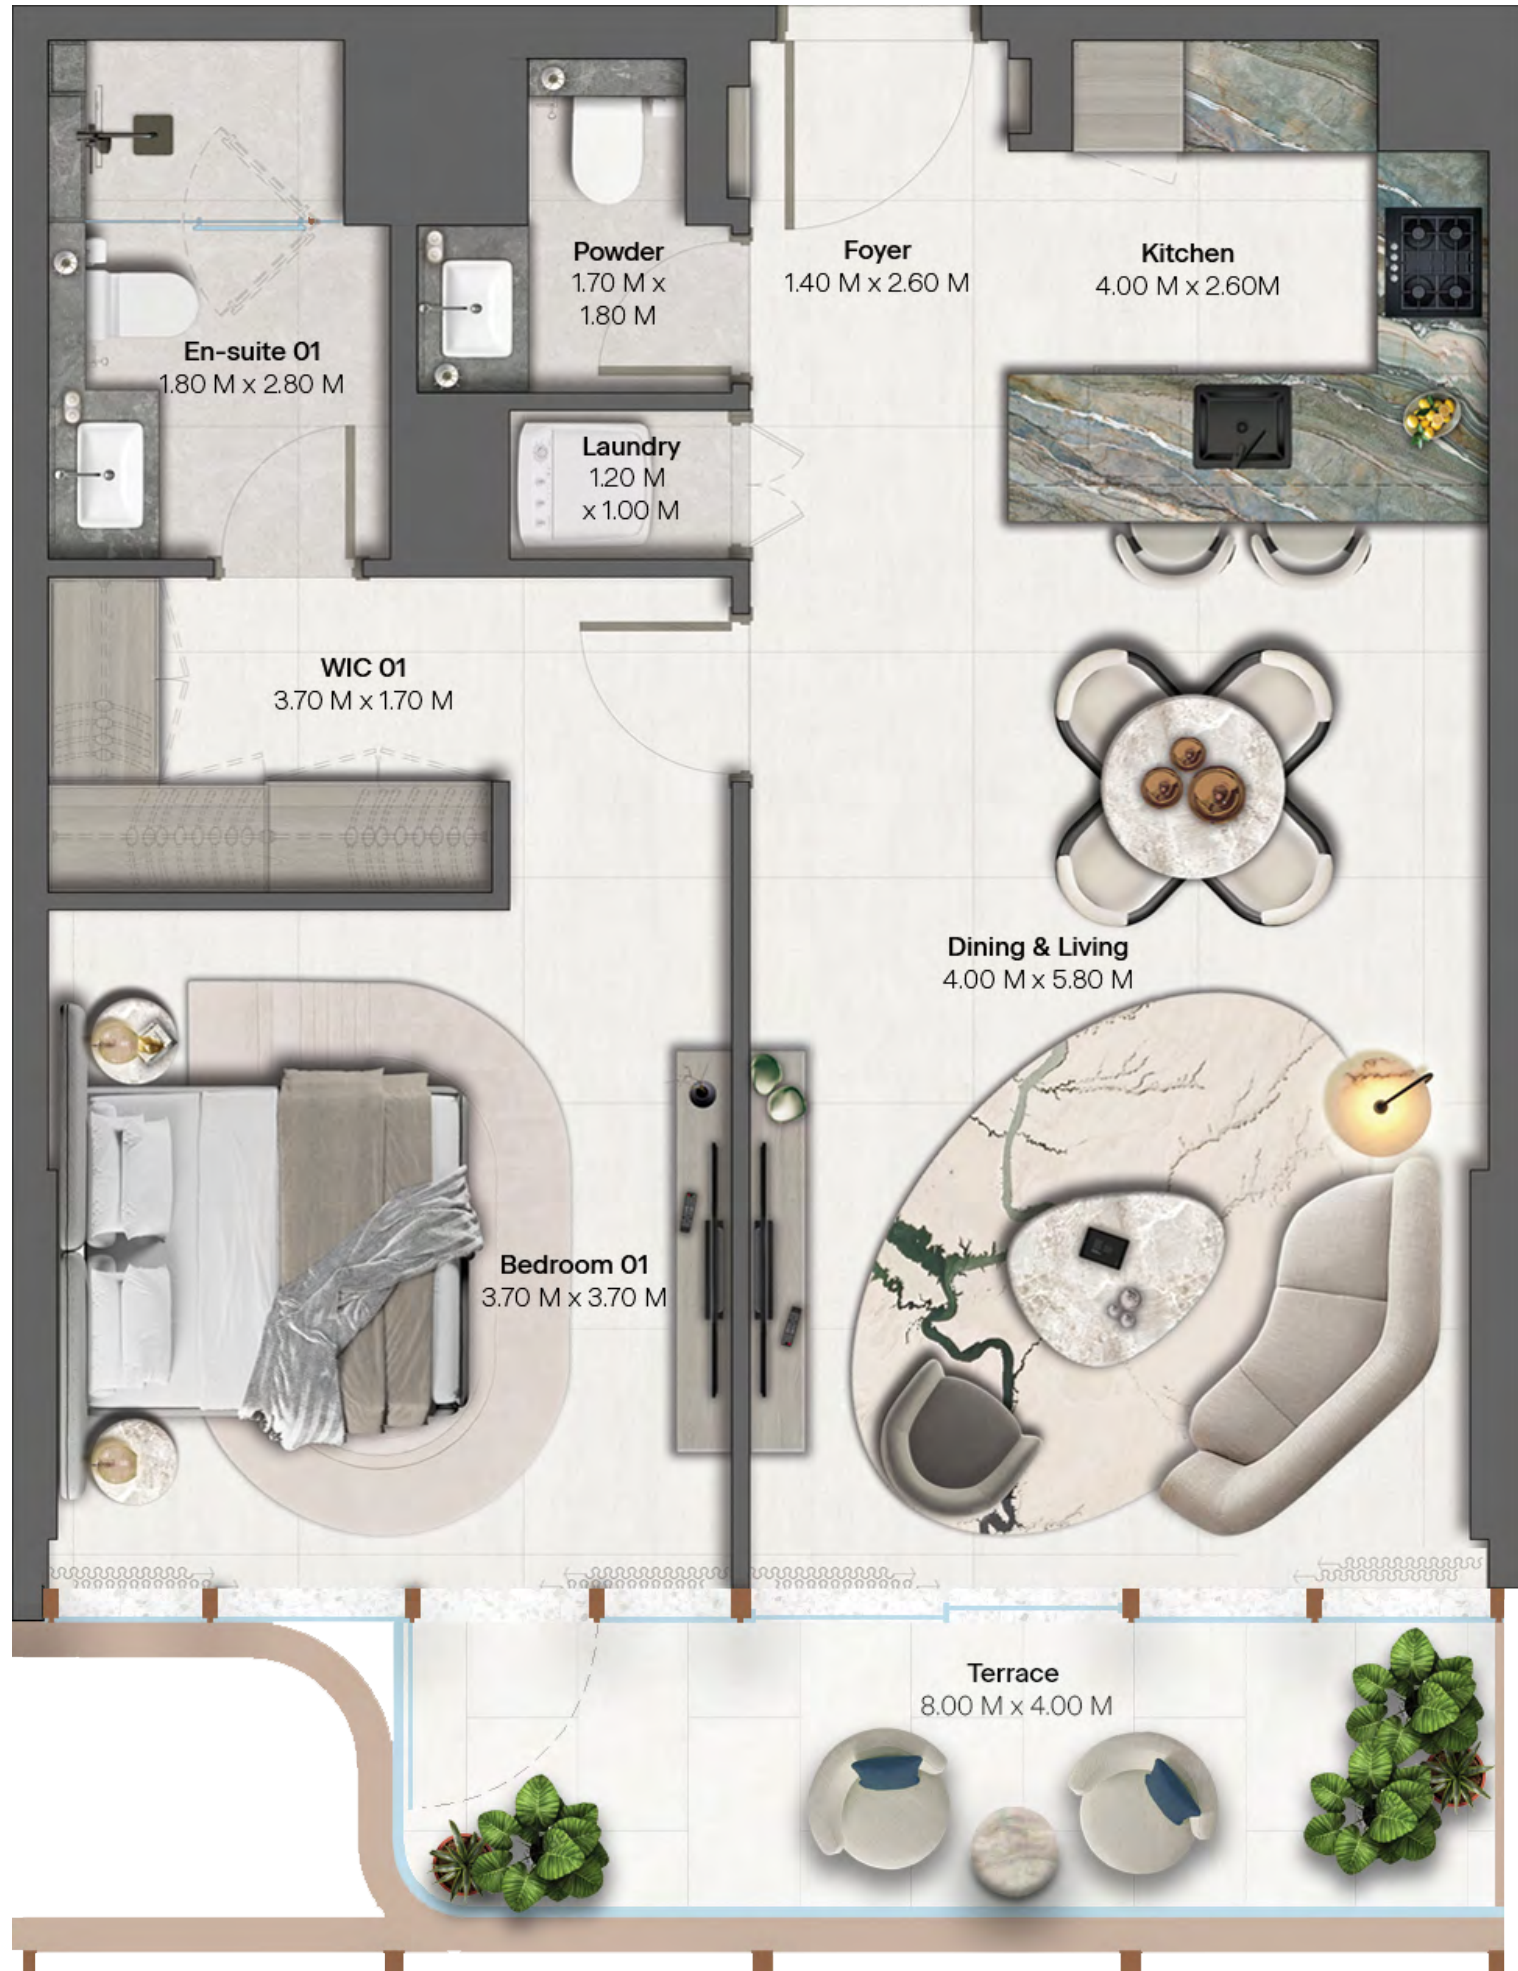 Powder
1.70 M x
1.80 M
Foyer
1.40 M x 2.60 M
Kitchen
4.00 M x 2.60M
En-suite 01
1.80 M x 2.80 M
Laundry
1.20 M
x 1.00 M
WIC 01
3.70 M x 1.70 M
Dining & Living
4.00 M x 5.80 M
Bedroom 01
3.70 M x 3.70 M
Terrace
8.00 M x 4.00 M